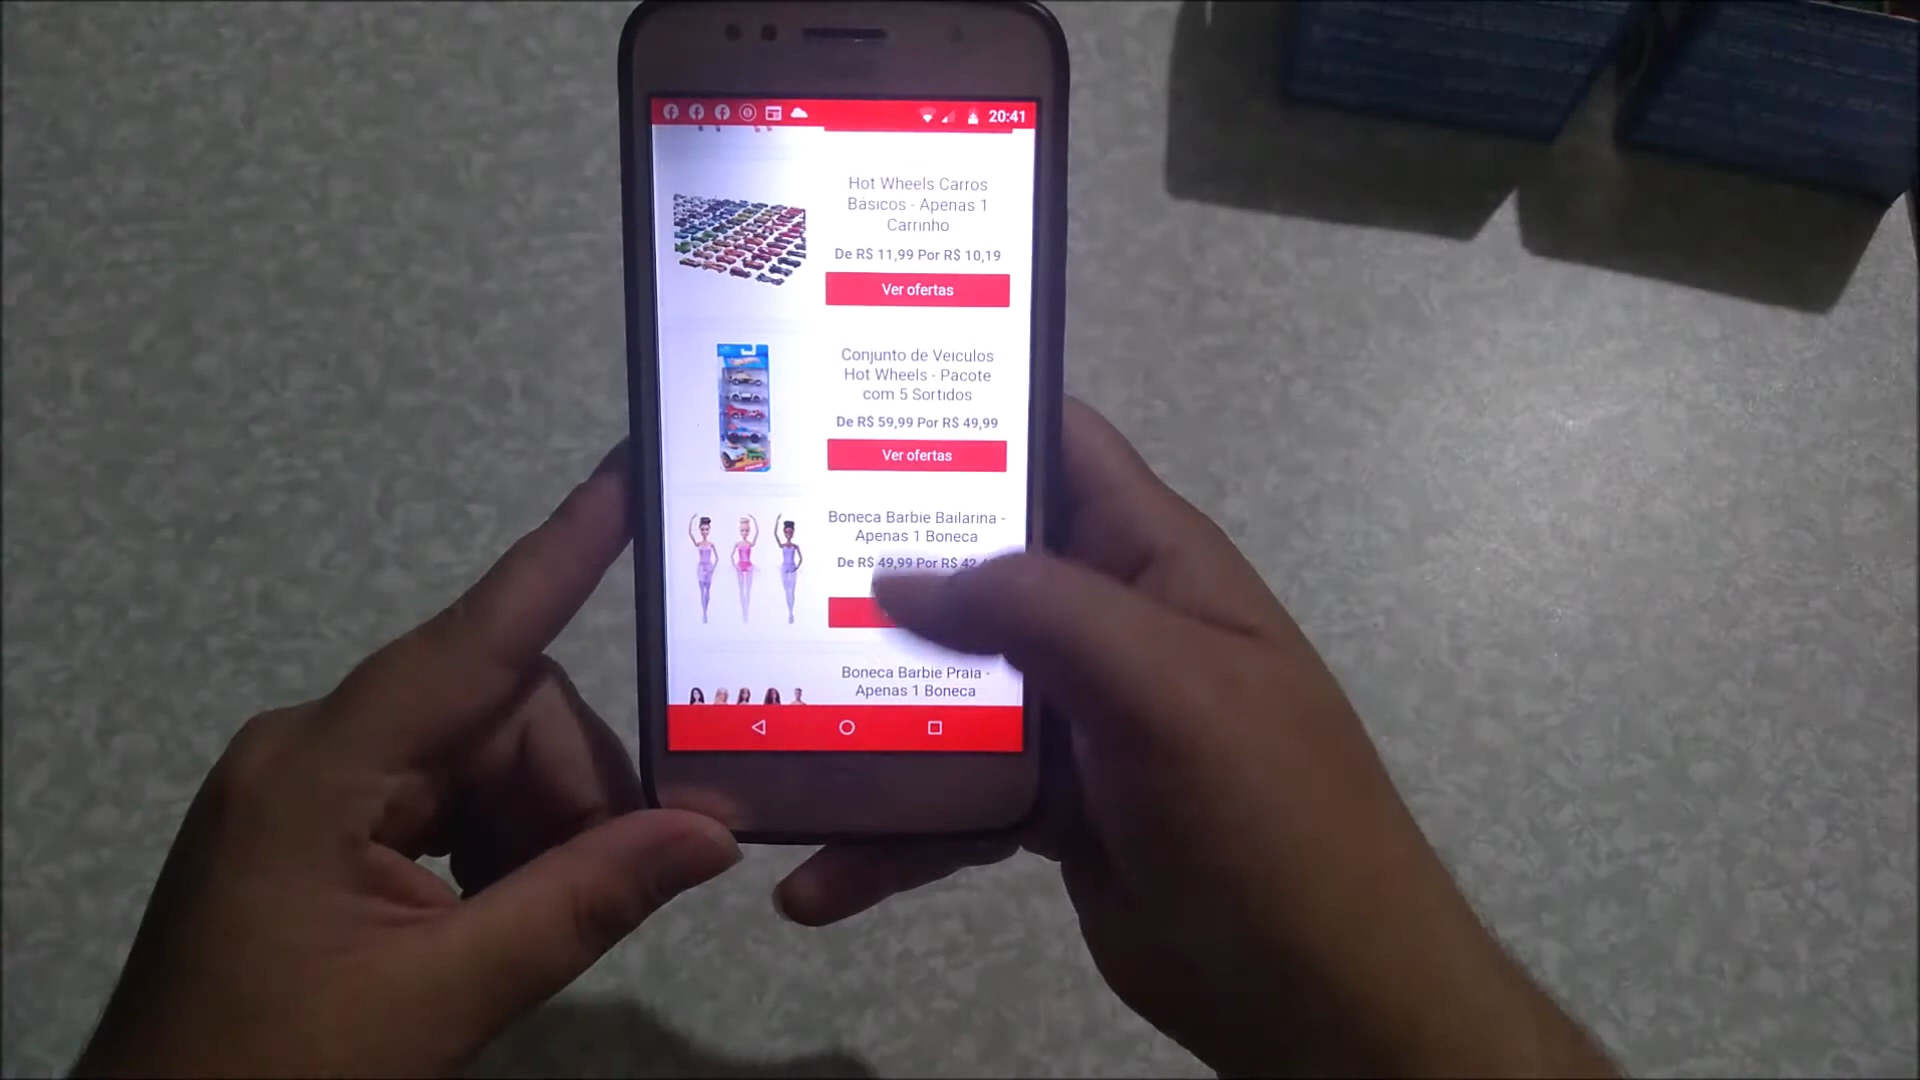 20:41
Hot Wheels Carros
Básicos - Apenas 1
Carrinho
De R$ 11,99 Por R$ 10,19
Ver ofertas
Conjunto de Veículos
Hot Wheels - Pacote
com 5 Sortidos
De R$ 59,99 Por R$ 49,99
Ver ofertas
Boneca Barbie Bailarina -
Apenas 1 Boneca
De R$ 49,99 Por R$
Boneca Barbie Praia -
Apenas 1 Boneca